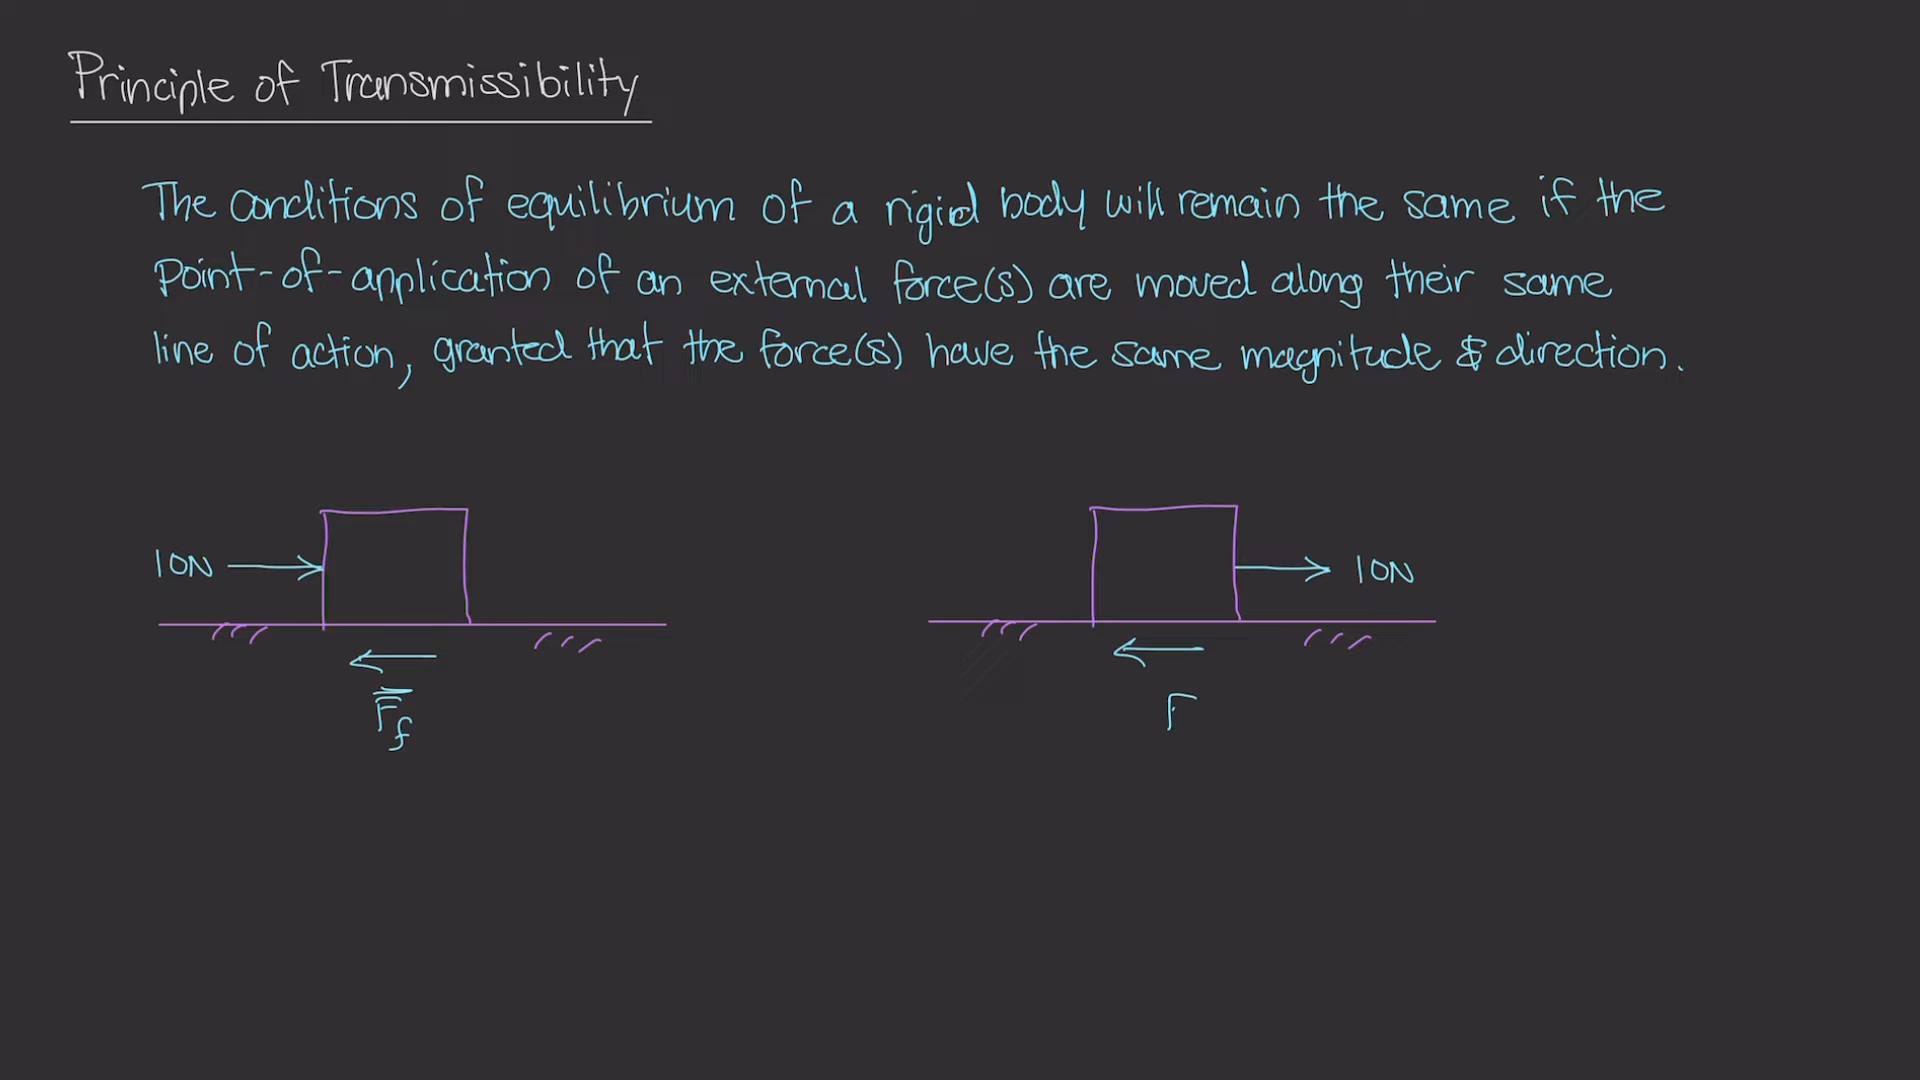 Principle of Transmissibility
The conditions of equilibrium of a rigid body will remain the same if the
point-of-application of an external force(s) are moved along their same
line of action, granted that the force(s) have the same magnitude & direction.
10N
10N
F_f
F